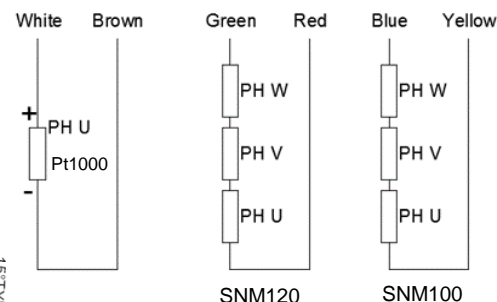 White Brown Green Red Blue Yellow
+
PH U
Pt1000
-
PH W
PH V
PH U
SNM120
PH W
PH V
PH U
SNM100